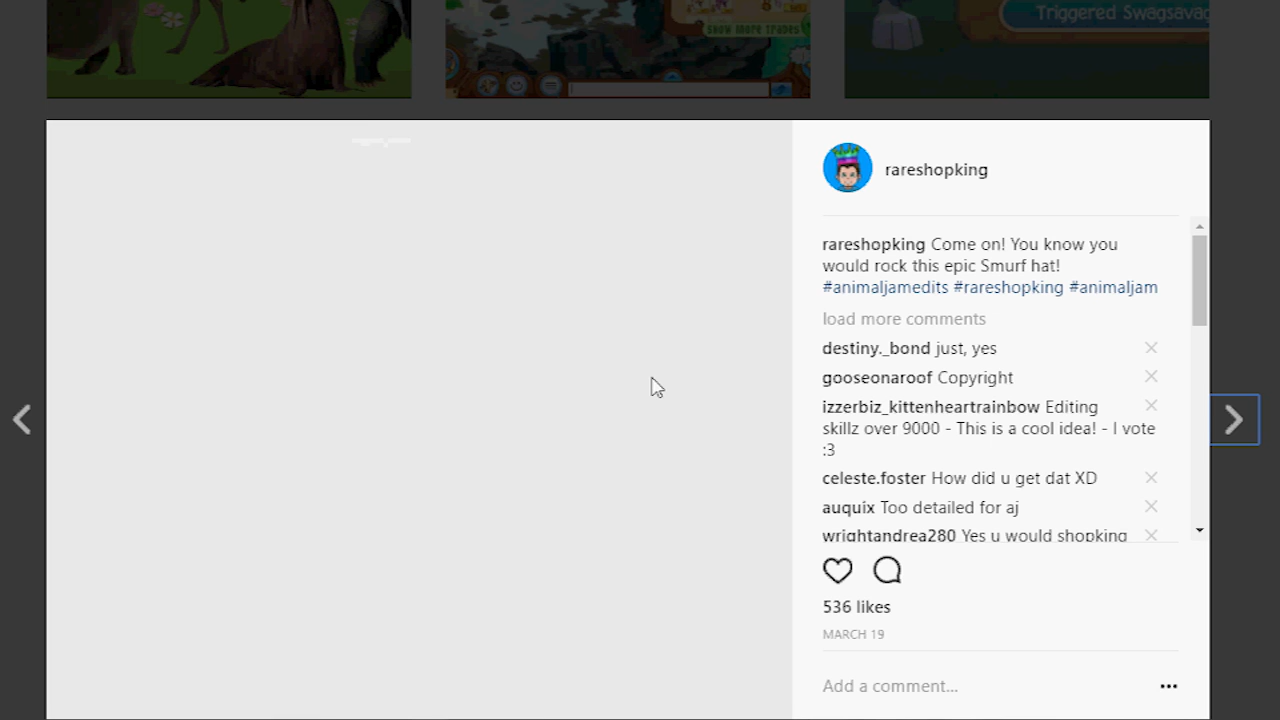 Show More Trades
Triggered Swagsavag
rareshopking
rareshopking Come on! You know you
would rock this epic Smurf hat!
#animaljamedits #rareshopking #animaljam
load more comments
destiny._bond just, yes
gooseonaroof Copyright
izzerbiz_kittenheartrainbow Editing
skillz over 9000 - This is a cool idea! - I vote
:3
celeste.foster How did u get dat XD
auquix Too detailed for aj
wrightandrea280 Yes u would shopking
536 likes
MARCH 19
Add a comment...